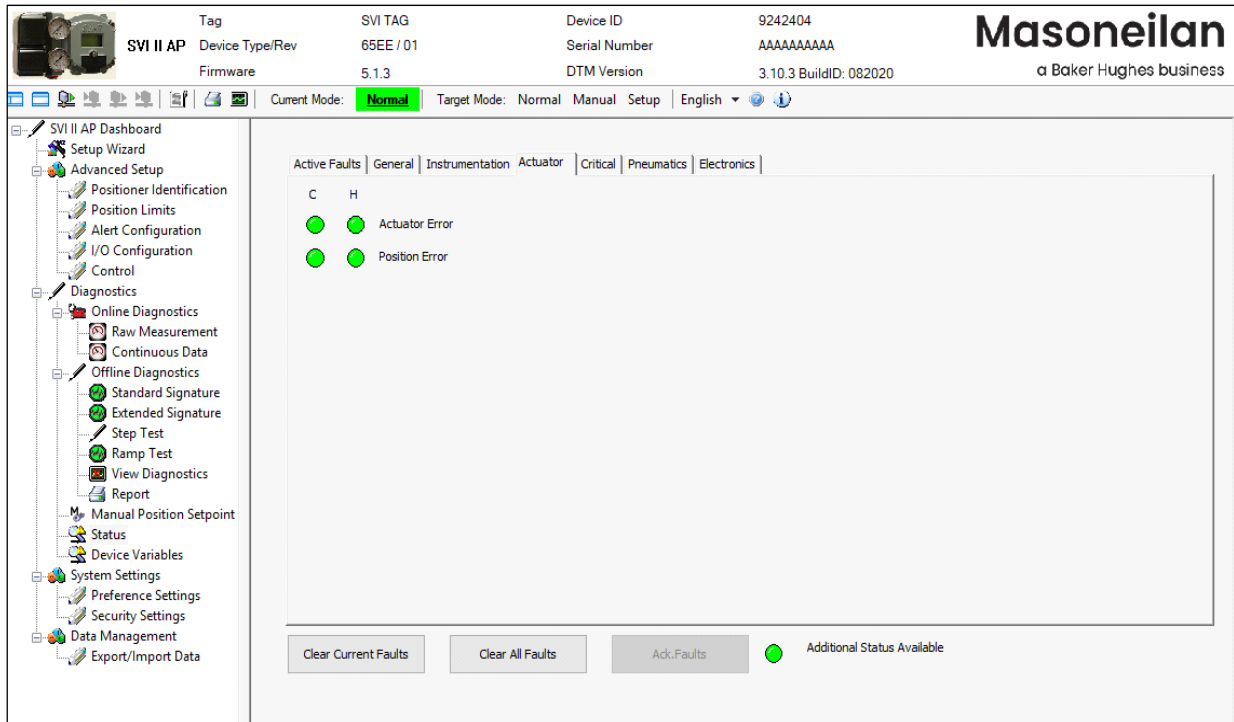 Tag SVI TAG Device ID 9242404
SVI II AP Device Type/Rev 65EE / 01 Serial Number AAAAAAAAAA
Firmware 5.1.3 DTM Version 3.10.3 BuildID: 082020
Masoneilan
a Baker Hughes business
Current Mode: Normal Target Mode: Normal Manual Setup English
SVI II AP Dashboard
Setup Wizard
Advanced Setup
Positioner Identification
Position Limits
Alert Configuration
I/O Configuration
Control
Diagnostics
Online Diagnostics
Raw Measurement
Continuous Data
Offline Diagnostics
Standard Signature
Extended Signature
Step Test
Ramp Test
View Diagnostics
Report
Manual Position Setpoint
Status
Device Variables
System Settings
Preference Settings
Security Settings
Data Management
Export/Import Data
Active Faults General Instrumentation Actuator Critical Pneumatics Electronics
C H
Actuator Error
Position Error
Clear Current Faults Clear All Faults Ack.Faults Additional Status Available